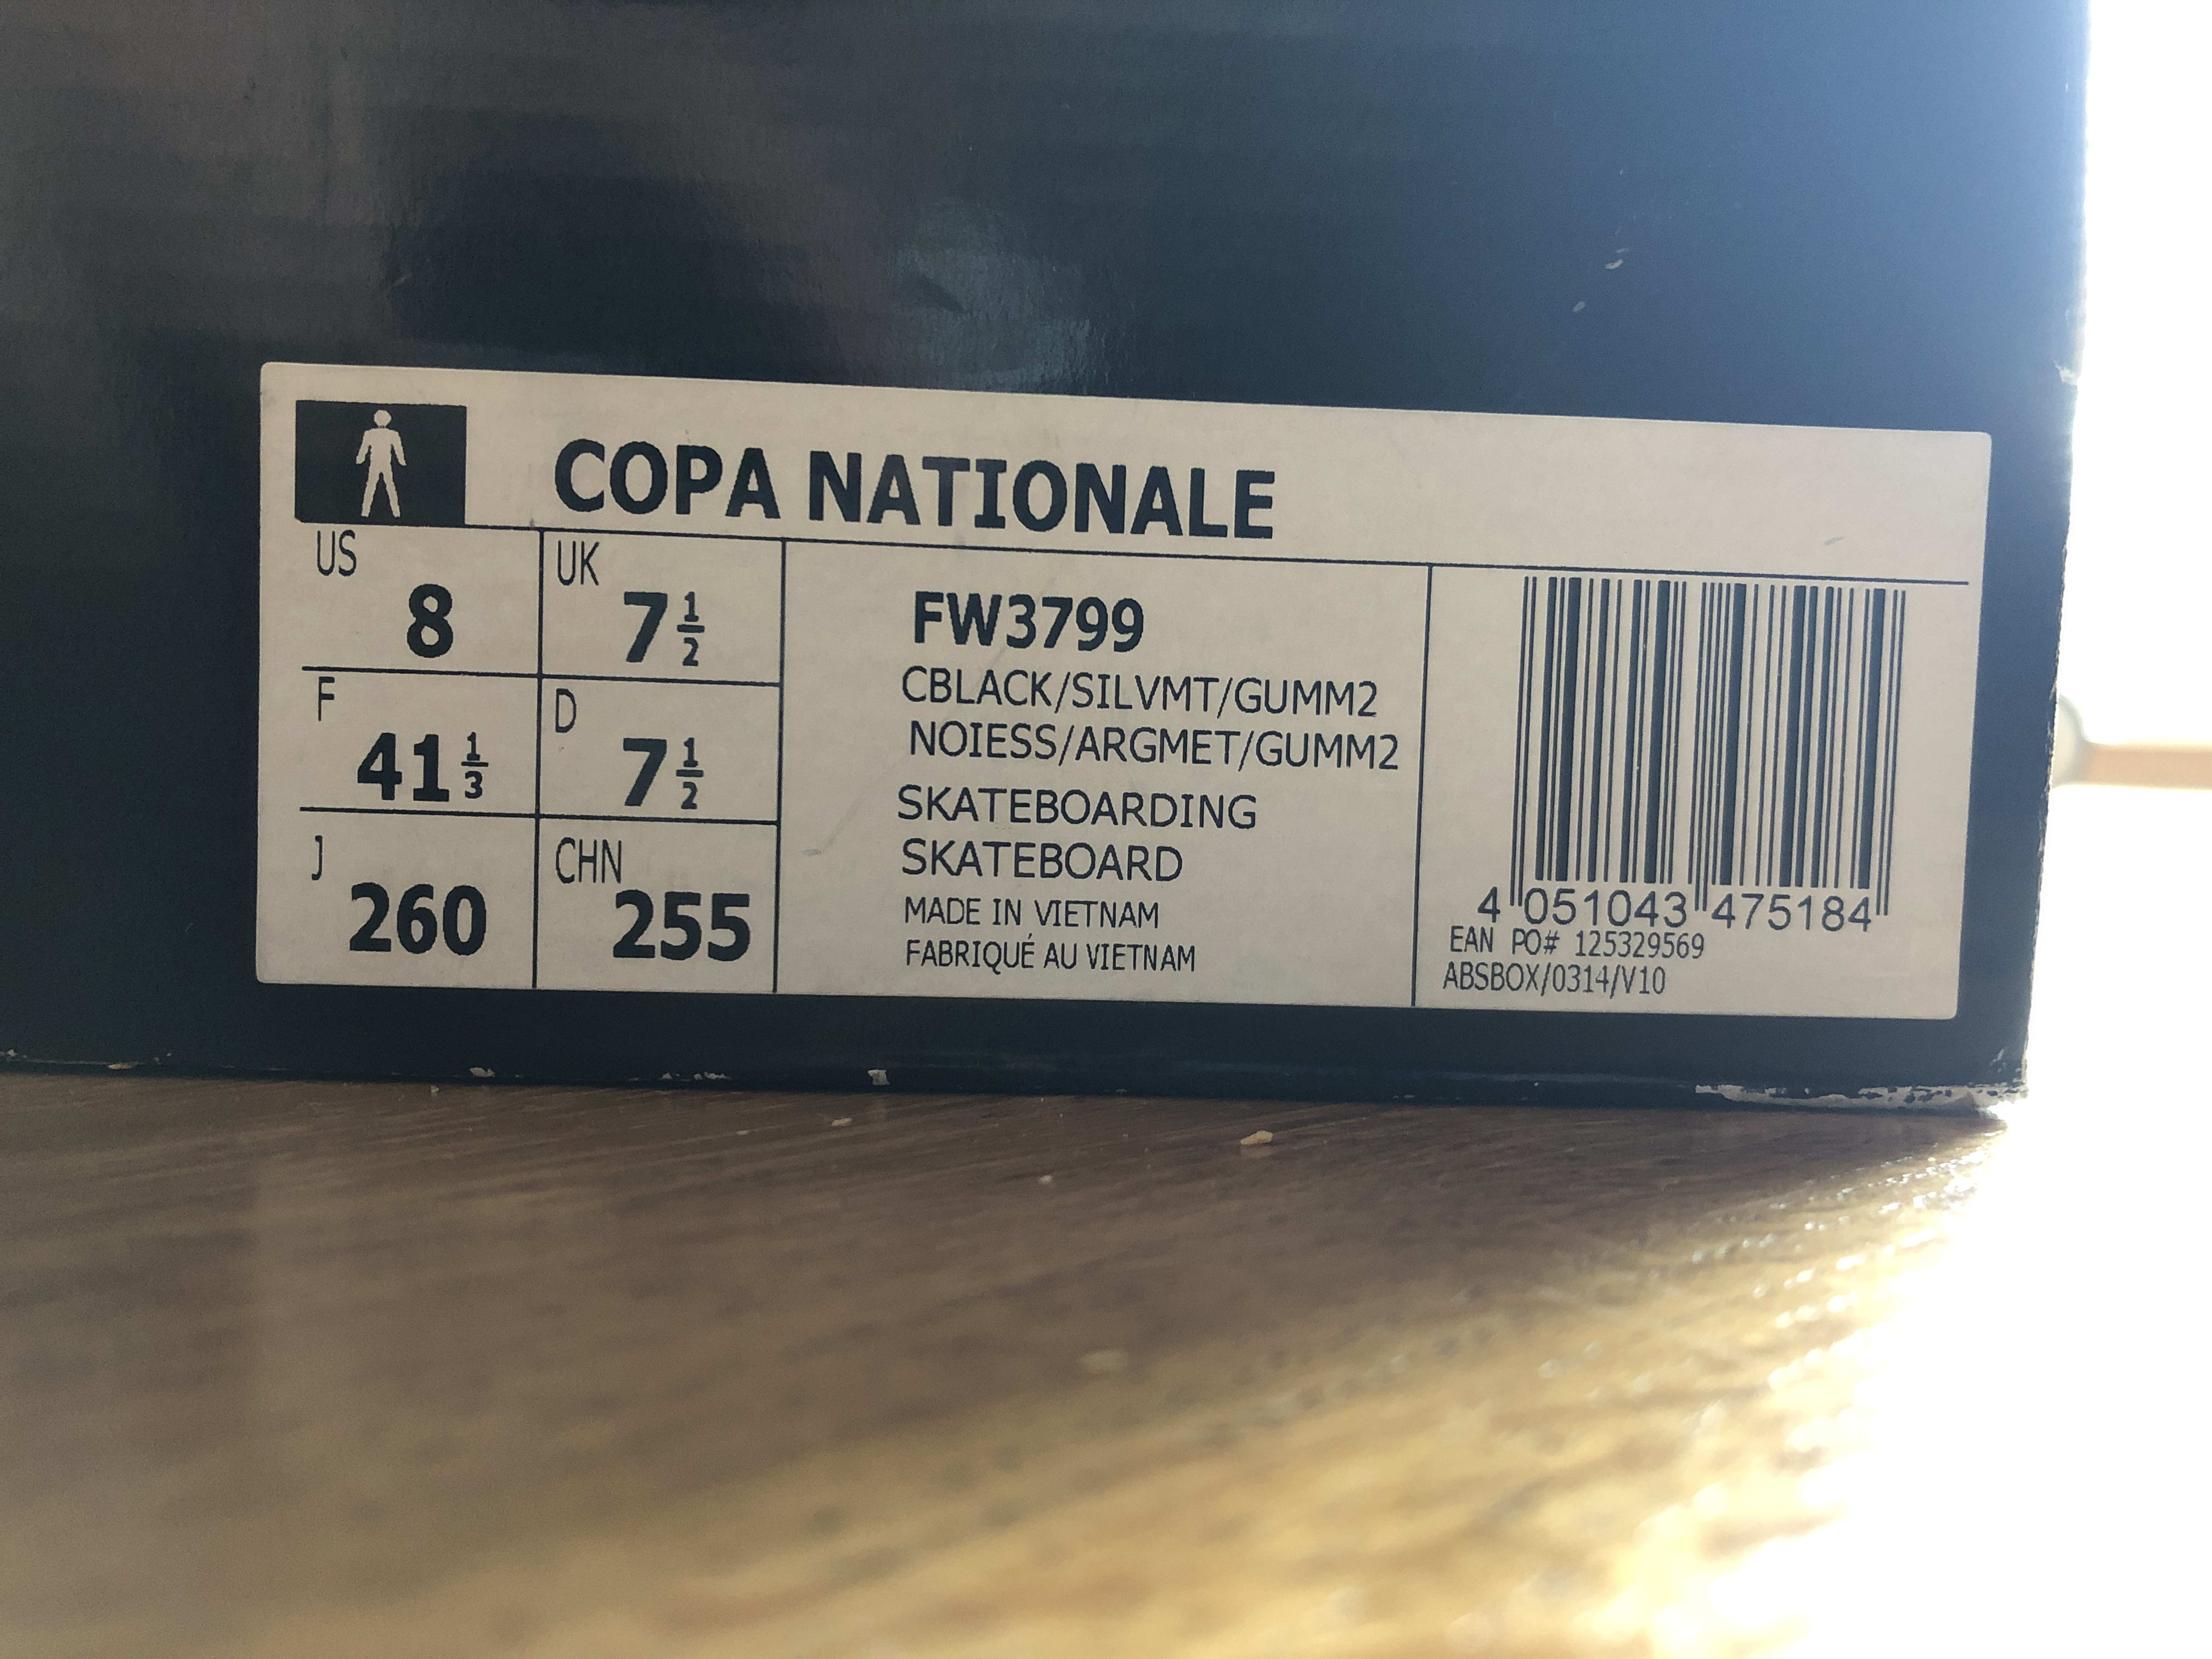 COPA NATIONALE
US
8
UK
7 1/2
F
41 1/3
D
7 1/2
J
260
CHN
255
FW3799
CBLACK/SILVMT/GUMM2
NOIESS/ARGMET/GUMM2
SKATEBOARDING
SKATEBOARD
MADE IN VIETNAM
FABRIQUÉ AU VIETNAM
4 051043 475184
EAN PO# 125329569
ABSBOX/0314/V10